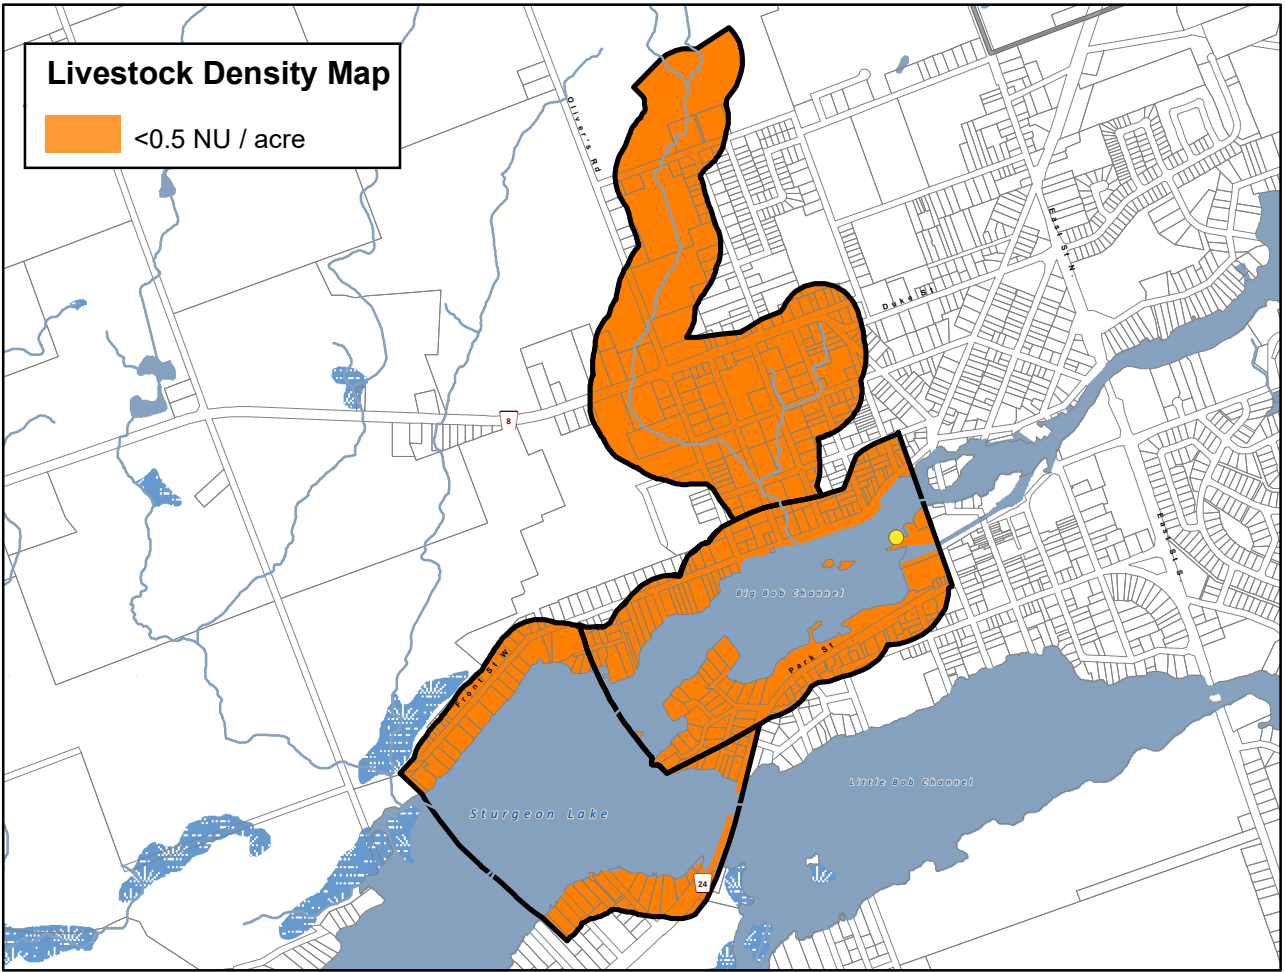 Livestock Density Map
<0.5 NU / acre
Oliver's Rd
East St N.
Duke St
8
East St S.
Big Bob Channel
Park St
Front St W
Little Bob Channel
Sturgeon Lake
24